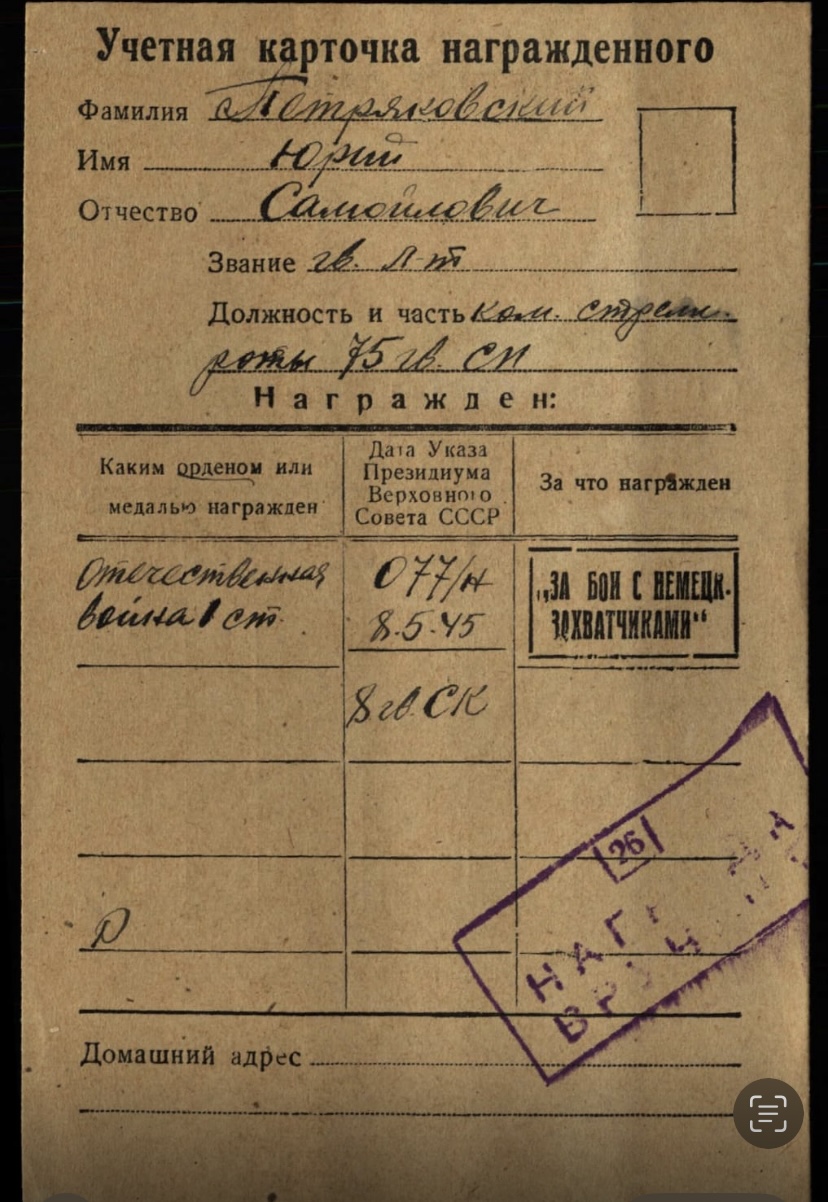 Учетная карточка награжденного
Фамилия Петряковский
Имя Юрий
Отчество Самойлович
Звание гв. л-т
Должность и часть ком. стрелк.
роты 75 гв. СП
Награжден:
Каким орденом или
медалью награжден
Дата Указа
Президиума
Верховного
Совета СССР
За что награжден
Отечественная
война 1 ст.
077/н
8.5.45
8 гв. СК
„ЗА БОИ С НЕМЕЦК.
ЗАХВАТЧИКАМИ“
26
Домашний адрес